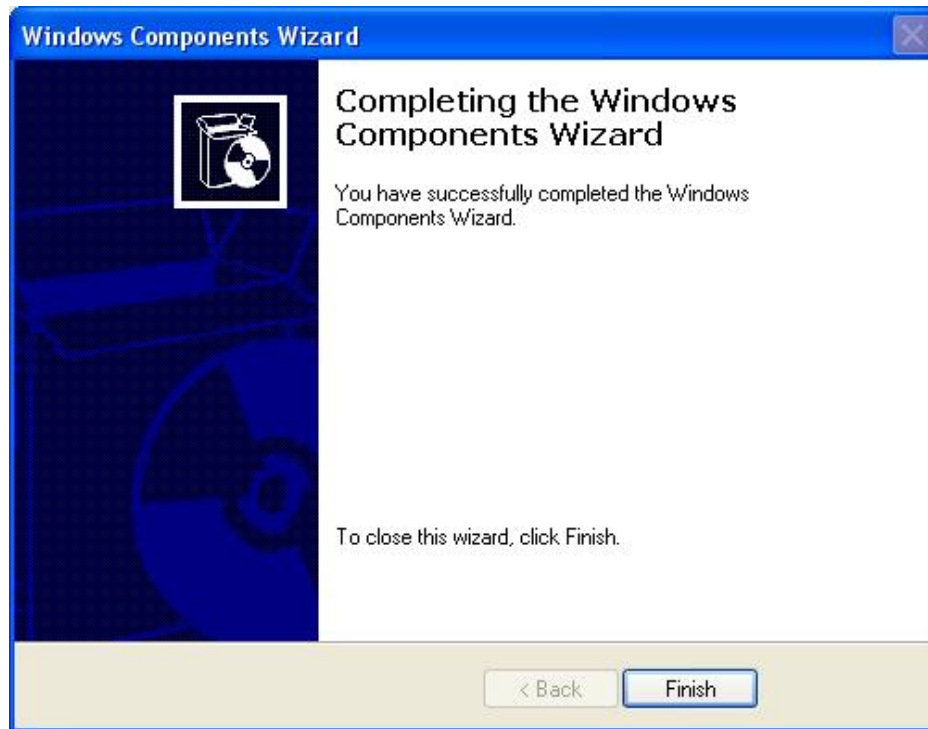 Windows Components Wizard
Completing the Windows
Components Wizard
You have successfully completed the Windows
Components Wizard.
To close this wizard, click Finish.
< Back
Finish